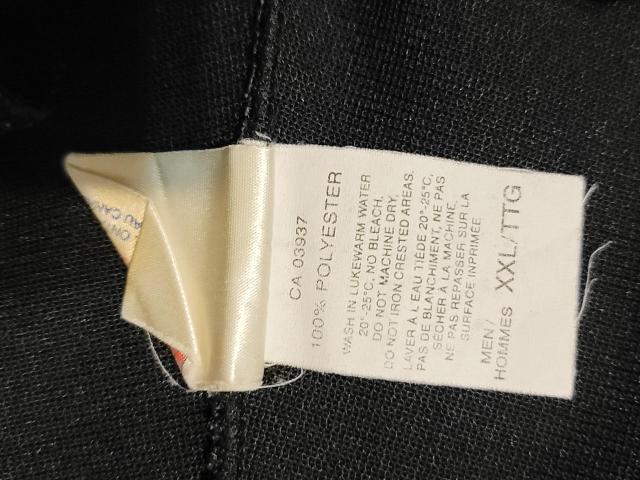 CA 03937
100% POLYESTER
WASH IN LUKEWARM WATER
20°-25°C, NO BLEACH,
DO NOT MACHINE DRY.
DO NOT IRON CRESTED AREAS.
LAVER À L'EAU TIÈDE 20°-25°C,
PAS DE BLANCHIMENT, NE PAS
SÉCHER À LA MACHINE,
NE PAS REPASSER SUR LA
SURFACE INPRIMÉE
MEN/
HOMMES XXL/TTG
AU CAN